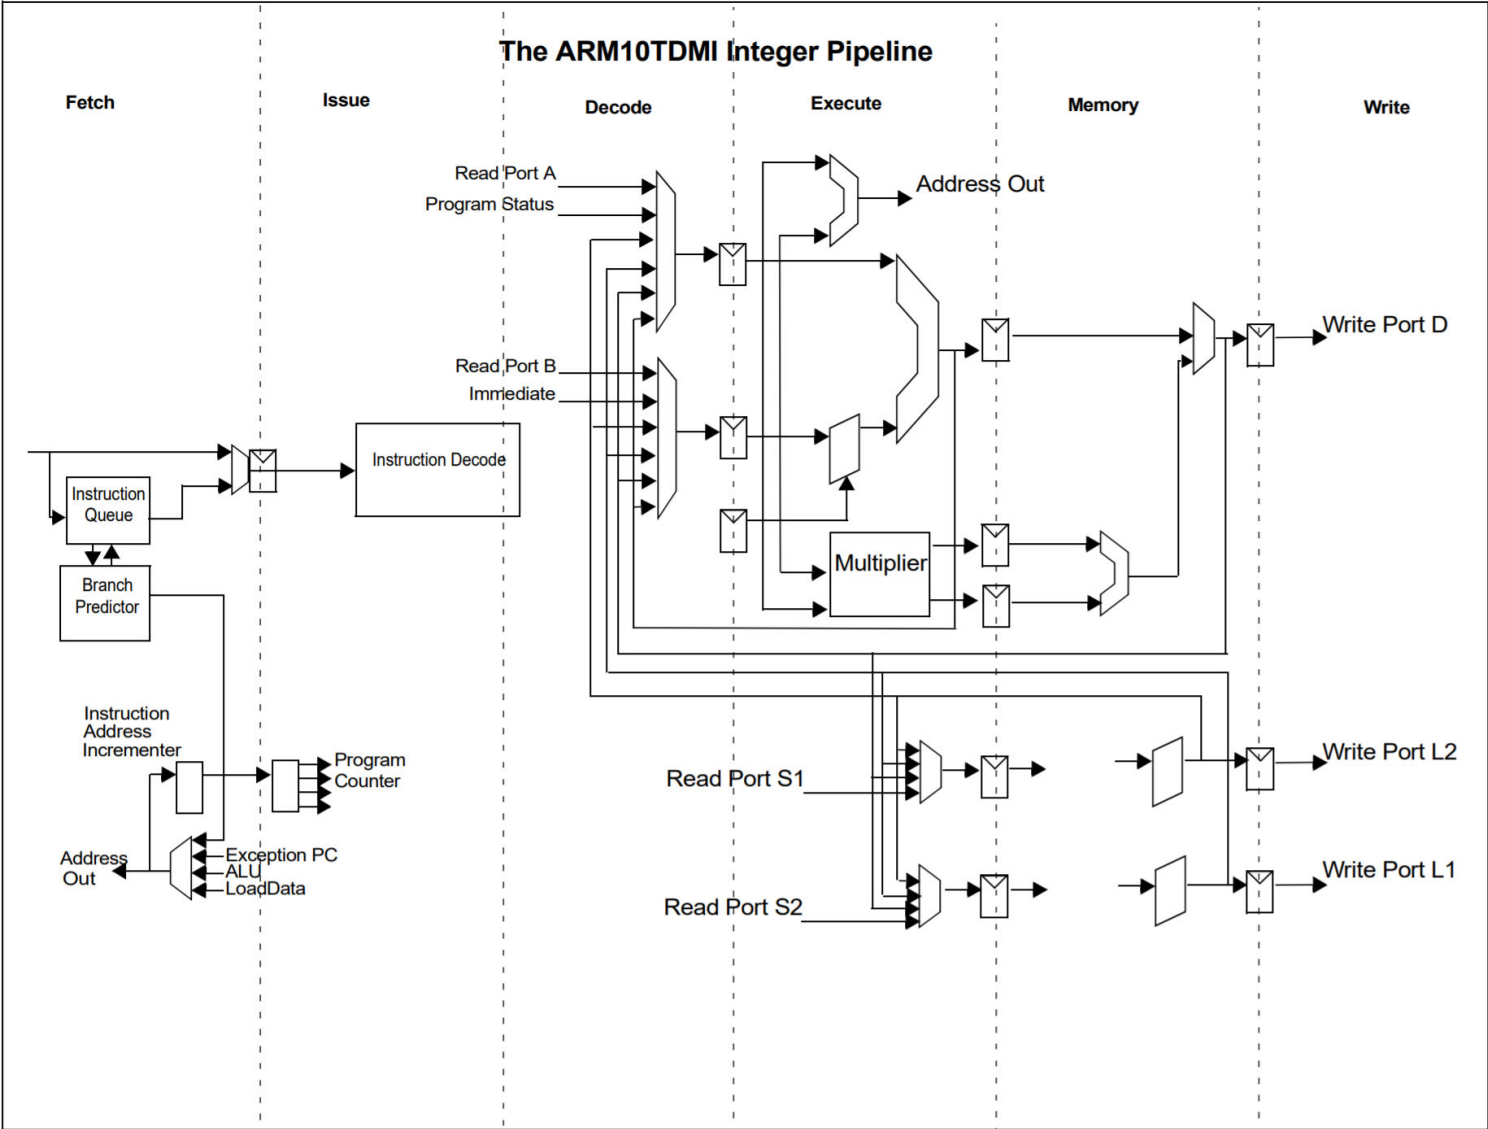 The ARM10TDMI Integer Pipeline
Fetch
Issue
Decode
Execute
Memory
Write
Read Port A
Program Status
Address Out
Write Port D
Read Port B
Immediate
Instruction Decode
Instruction
Queue
Branch
Predictor
Multiplier
Instruction
Address
Incrementer
Program
Counter
Address
Out
Exception PC
ALU
LoadData
Read Port S1
Write Port L2
Read Port S2
Write Port L1